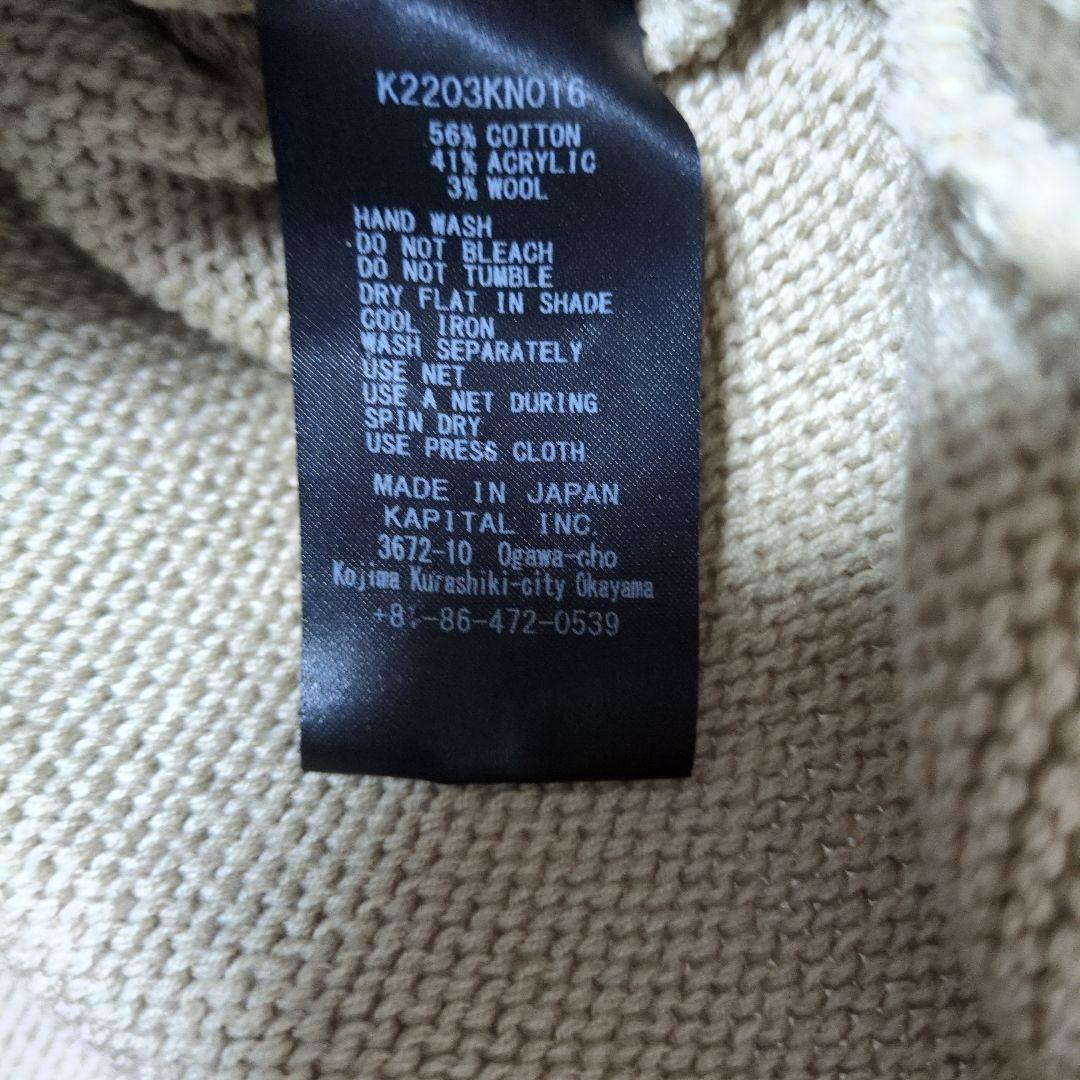 K2203KN016
56% COTTON
41% ACRYLIC
3% WOOL
HAND WASH
DO NOT BLEACH
DO NOT TUMBLE
DRY FLAT IN SHADE
COOL IRON
WASH SEPARATELY
USE NET
USE A NET DURING
SPIN DRY
USE PRESS CLOTH
MADE IN JAPAN
KAPITAL INC.
3672-10 Ogawa-cho
Kojima Kurashiki-city Okayama
+81-86-472-0539